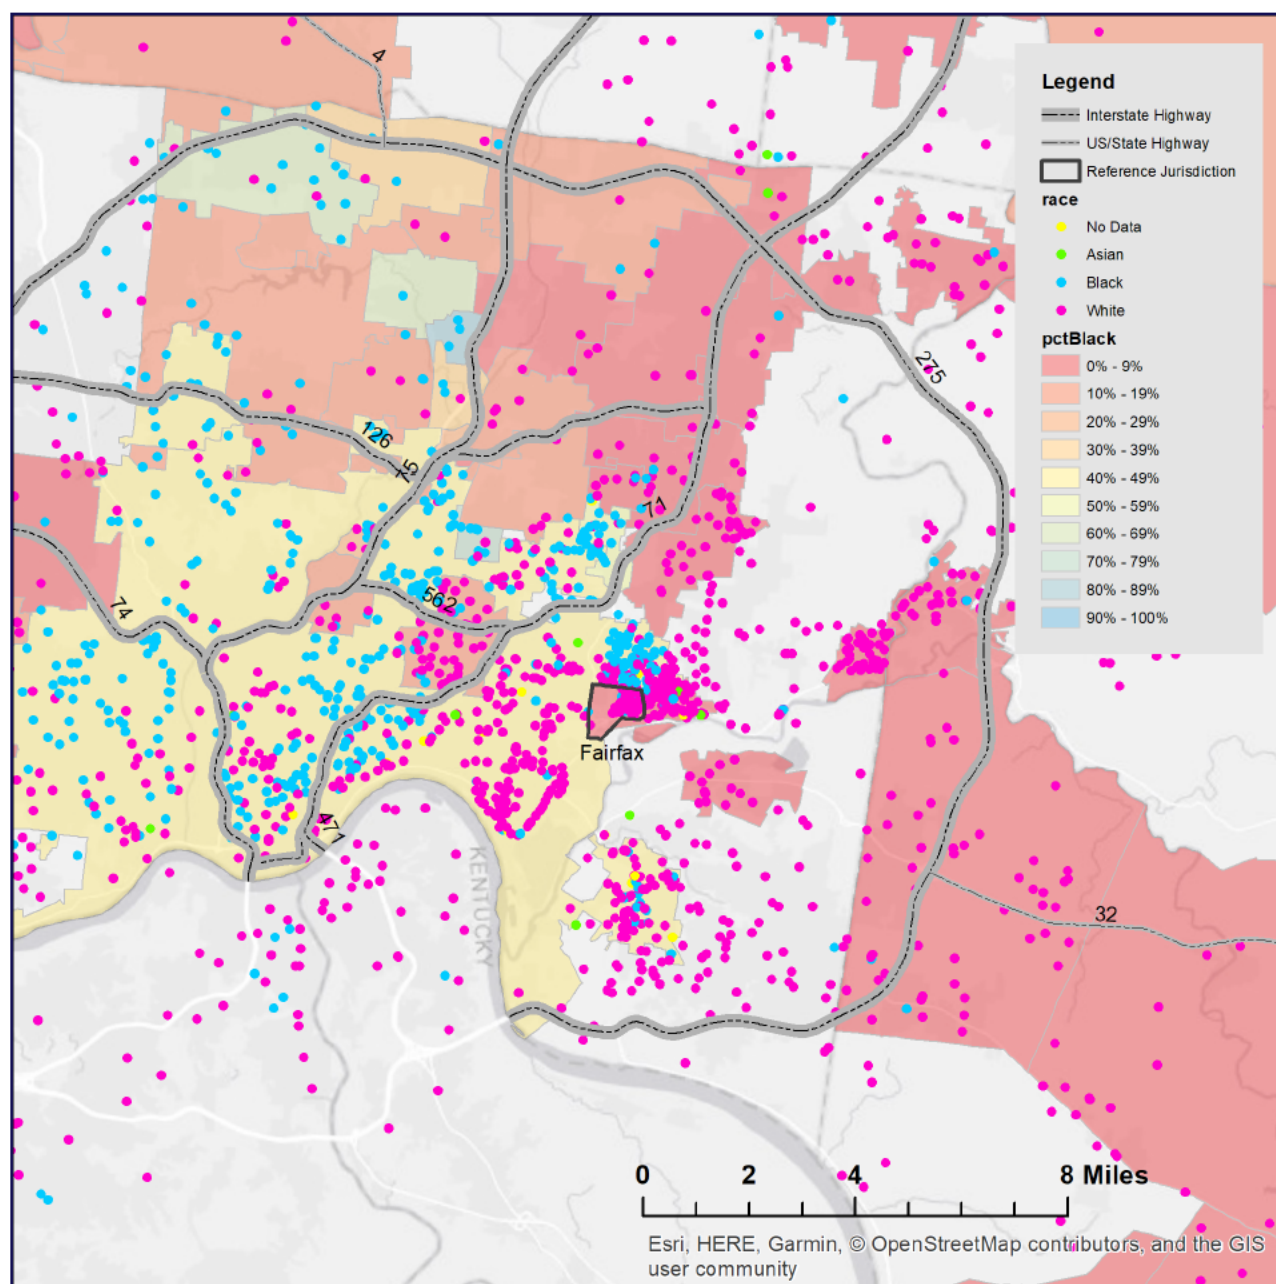 4
Legend
Interstate Highway
US/State Highway
Reference Jurisdiction
race
No Data
Asian
Black
White
pctBlack
0% - 9%
10% - 19%
20% - 29%
30% - 39%
40% - 49%
50% - 59%
60% - 69%
70% - 79%
80% - 89%
90% - 100%
275
126
75
71
562
74
Fairfax
471
KENTUCKY
32
0 2 4 8 Miles
Esri, HERE, Garmin, © OpenStreetMap contributors, and the GIS
user community